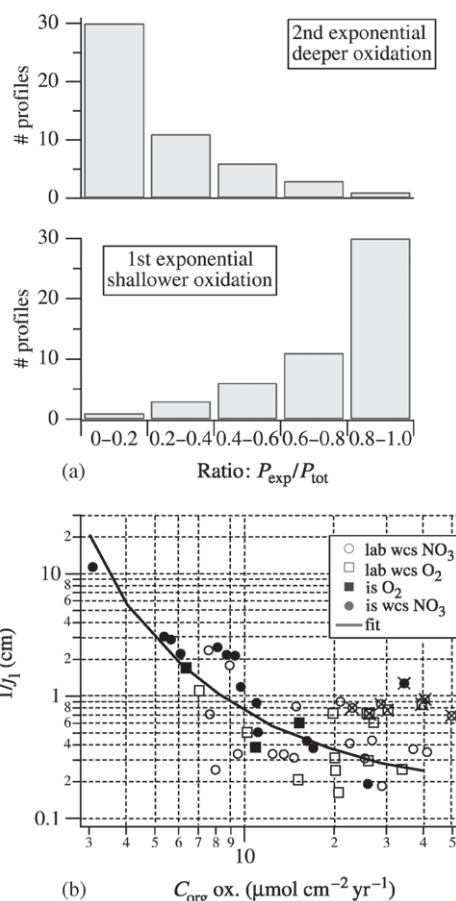 30
20
10
0
# profiles
2nd exponential
deeper oxidation
30
20
10
0
# profiles
1st exponential
shallower oxidation
0–0.2 0.2–0.4 0.4–0.6 0.6–0.8 0.8–1.0
(a) Ratio: P_exp/P_tot
2
10
8
6
4
2
1
8
6
4
2
0.1
1/j_1 (cm)
lab wcs NO3
lab wcs O2
is O2
is wcs NO3
fit
3 4 5 6 7 8 9 10 2 3 4 5
(b) C_org ox. (μmol cm−2 yr−1)